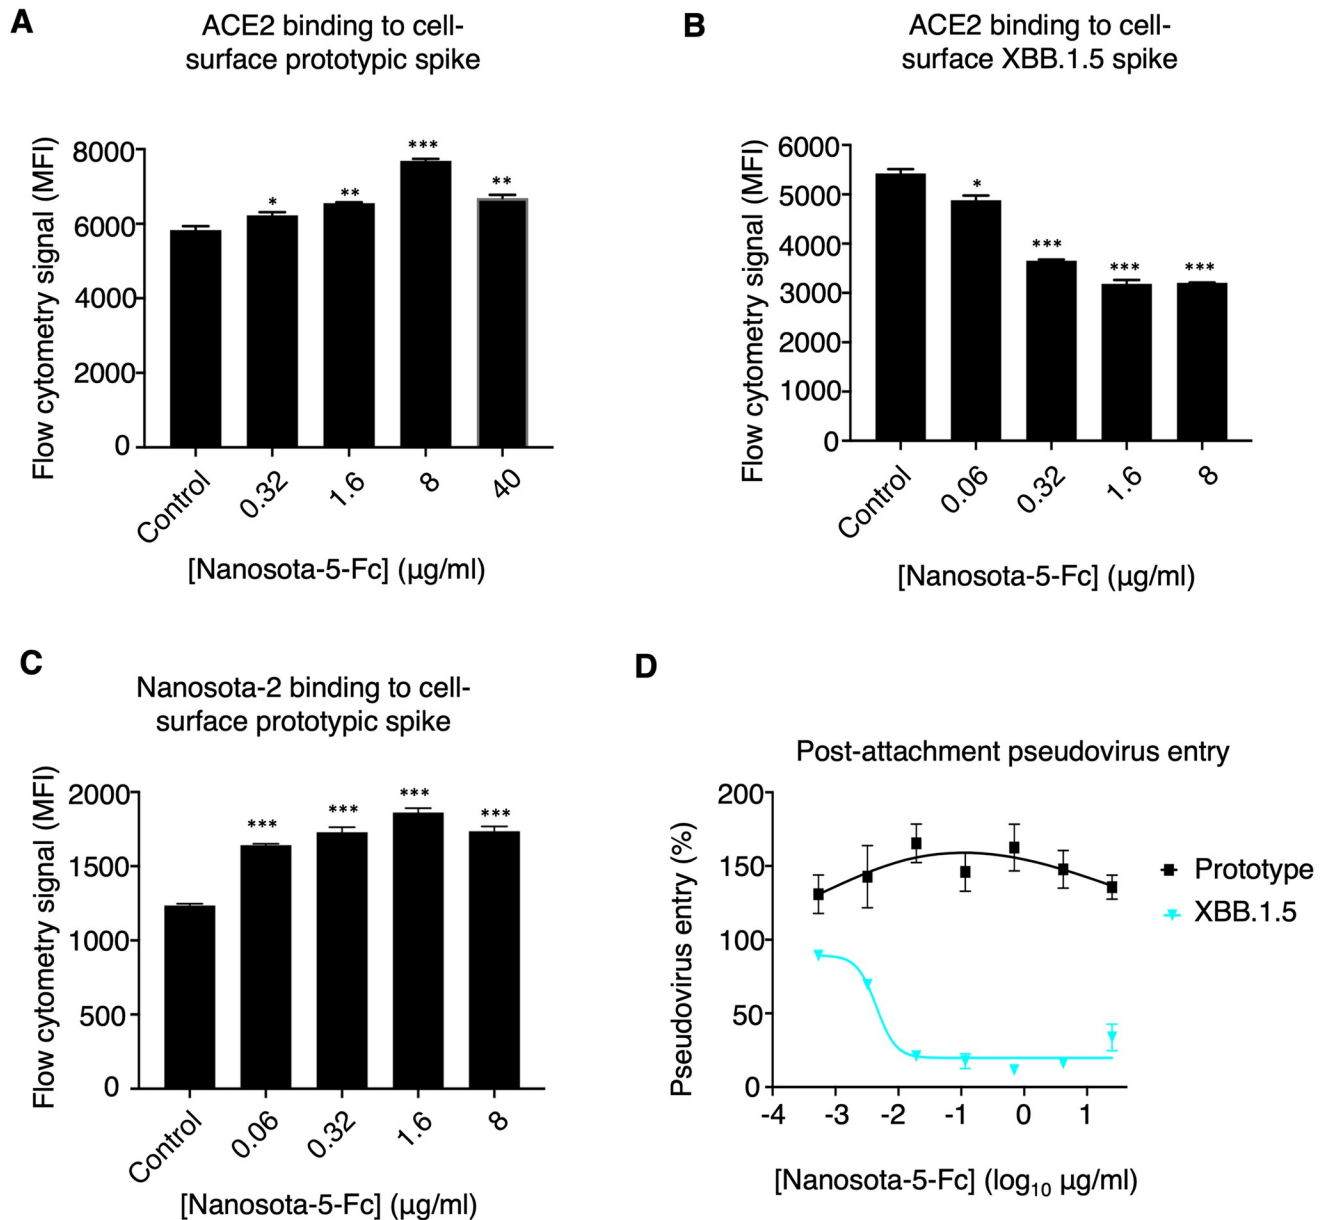 A
ACE2 binding to cell-
surface prototypic spike
Flow cytometry signal (MFI)
8000
6000
4000
2000
0
*
**
***
**
Control
0.32
1.6
8
40
[Nanosota-5-Fc] (µg/ml)
B
ACE2 binding to cell-
surface XBB.1.5 spike
Flow cytometry signal (MFI)
6000
5000
4000
3000
2000
1000
0
*
***
***
***
Control
0.06
0.32
1.6
8
[Nanosota-5-Fc] (µg/ml)
C
Nanosota-2 binding to cell-
surface prototypic spike
Flow cytometry signal (MFI)
2000
1500
1000
500
0
***
***
***
***
Control
0.06
0.32
1.6
8
[Nanosota-5-Fc] (µg/ml)
D
Post-attachment pseudovirus entry
Pseudovirus entry (%)
200
150
100
50
0
-4
-3
-2
-1
0
1
Prototype
XBB.1.5
[Nanosota-5-Fc] (log₁₀ µg/ml)